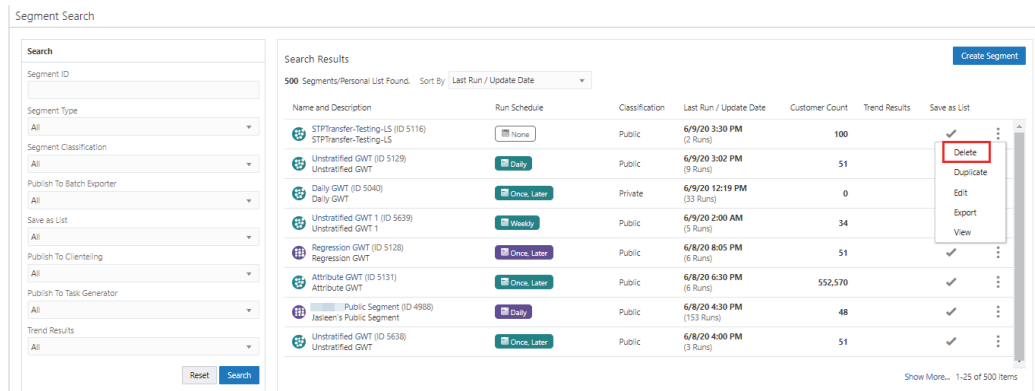 Segment Search
Search
Segment ID
Segment Type
All
Segment Classification
All
Publish To Batch Exporter
All
Save as List
All
Publish To Clienteling
All
Publish To Task Generator
All
Trend Results
All
Reset Search
Search Results
Create Segment
500 Segments/Personal List Found. Sort By Last Run / Update Date
Name and Description Run Schedule Classification Last Run / Update Date Customer Count Trend Results Save as List
STPTransfer-Testing-LS (ID 5116) None Public 6/9/20 3:30 PM 100
STPTransfer-Testing-LS (2 Runs)
Unstratified GWT (ID 5129) Daily Public 6/9/20 3:02 PM 51
Unstratified GWT (9 Runs)
Daily GWT (ID 5040) Once, Later Private 6/9/20 12:19 PM 0
Daily GWT (33 Runs)
Unstratified GWT 1 (ID 5639) Weekly Public 6/9/20 2:00 AM 34
Unstratified GWT 1 (5 Runs)
Regression GWT (ID 5128) Once, Later Public 6/8/20 8:05 PM 51
Regression GWT (6 Runs)
Attribute GWT (ID 5131) Once, Later Public 6/8/20 6:30 PM 552,570
Attribute GWT (6 Runs)
Public Segment (ID 4988) Daily Public 6/8/20 4:30 PM 48
Jasleen's Public Segment (153 Runs)
Unstratified GWT (ID 5638) Once, Later Public 6/8/20 4:00 PM 51
Unstratified GWT (3 Runs)
Delete
Duplicate
Edit
Export
View
Show More... 1-25 of 500 items